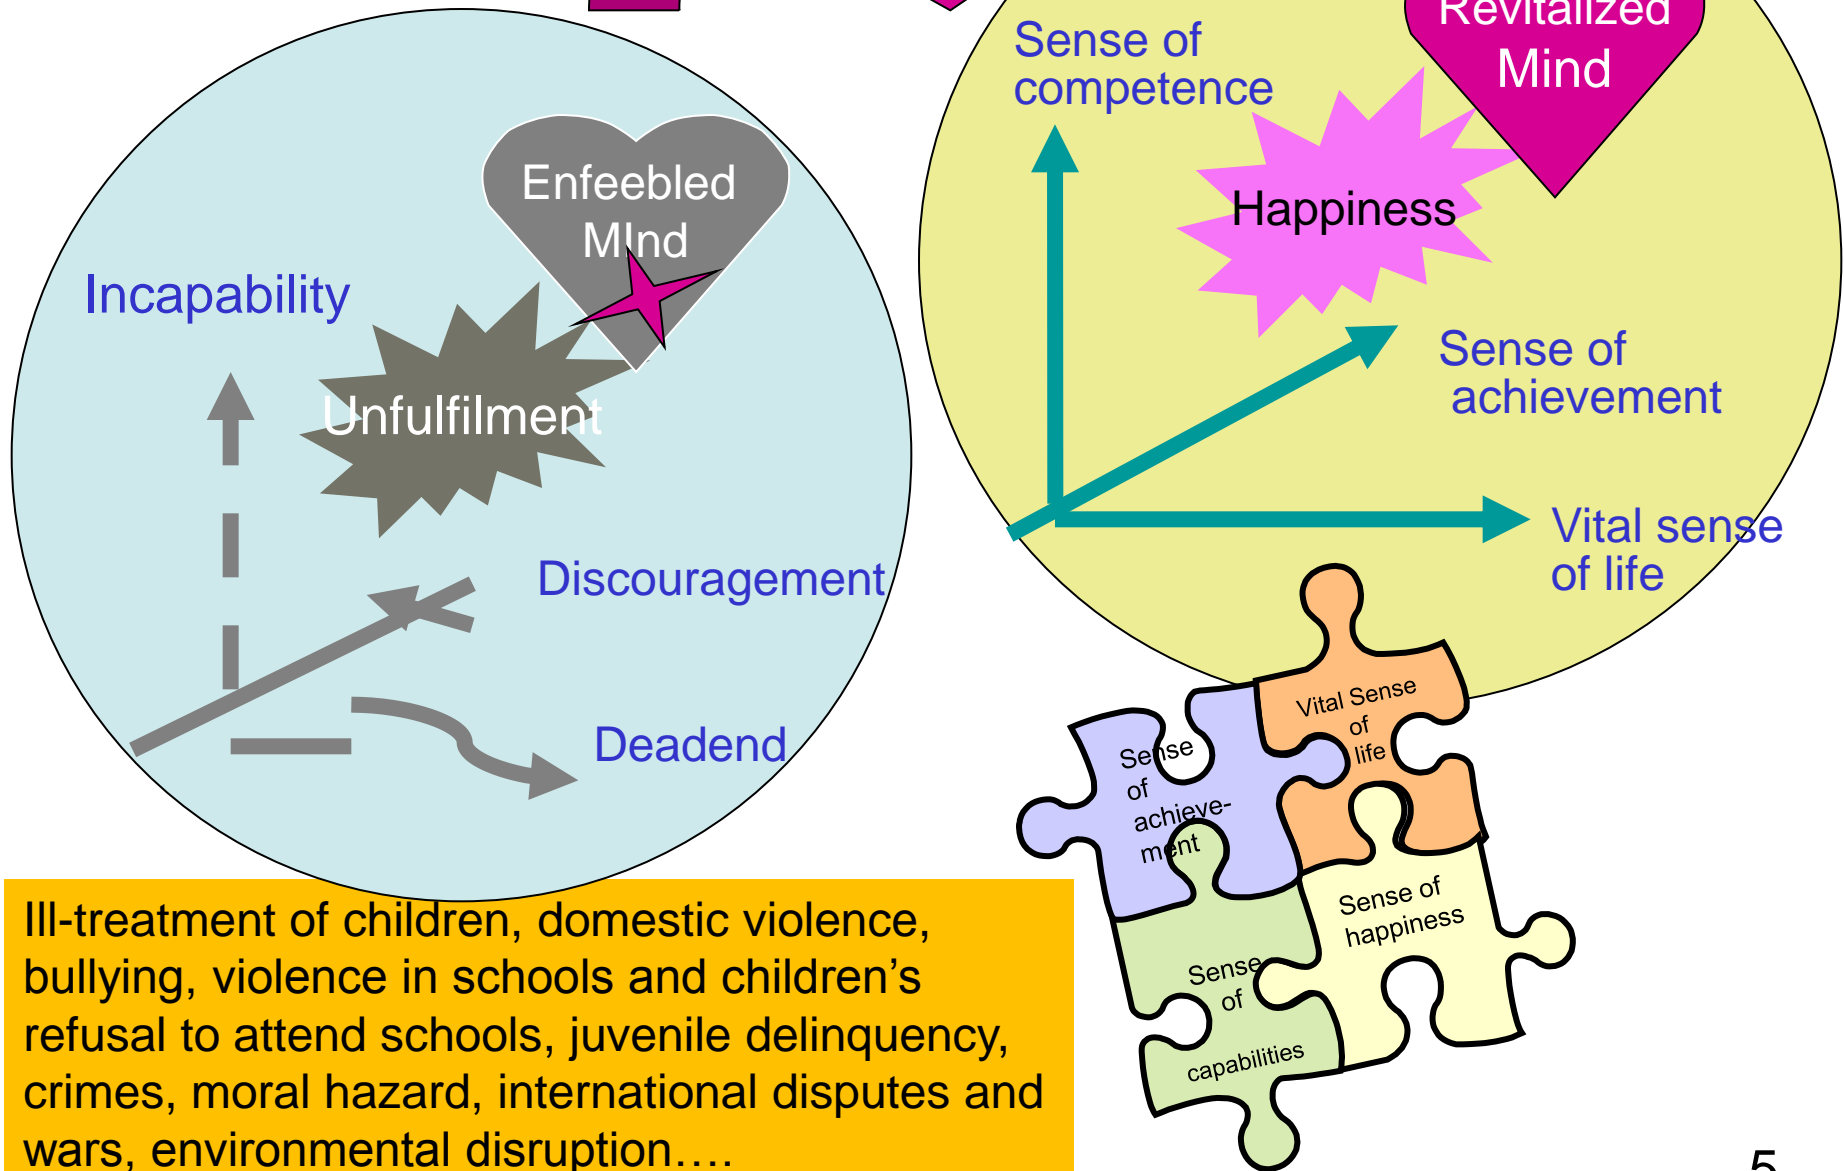 Enfeebled
MInd
Incapability
Unfulfilment
Discouragement
Deadend
Revitalized
Mind
Sense of
competence
Happiness
Sense of
achievement
Vital sense
of life
Vital Sense
of
life
Sense
of
achieve-
ment
Sense of
happiness
Sense
of
capabilities
Ill-treatment of children, domestic violence,
bullying, violence in schools and children’s
refusal to attend schools, juvenile delinquency,
crimes, moral hazard, international disputes and
wars, environmental disruption….
5